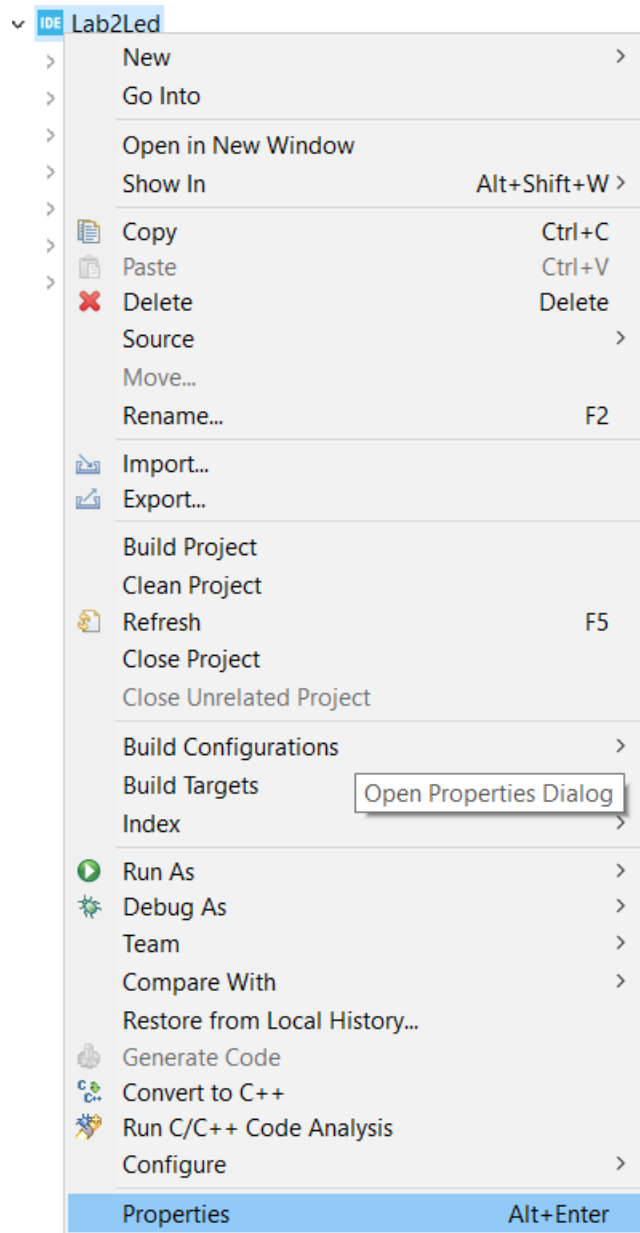 IDE Lab2Led
New
Go Into
Open in New Window
Show In Alt+Shift+W
Copy Ctrl+C
Paste Ctrl+V
Delete Delete
Source
Move...
Rename... F2
Import...
Export...
Build Project
Clean Project
Refresh F5
Close Project
Close Unrelated Project
Build Configurations
Build Targets
Open Properties Dialog
Index
Run As
Debug As
Team
Compare With
Restore from Local History...
Generate Code
Convert to C++
Run C/C++ Code Analysis
Configure
Properties Alt+Enter